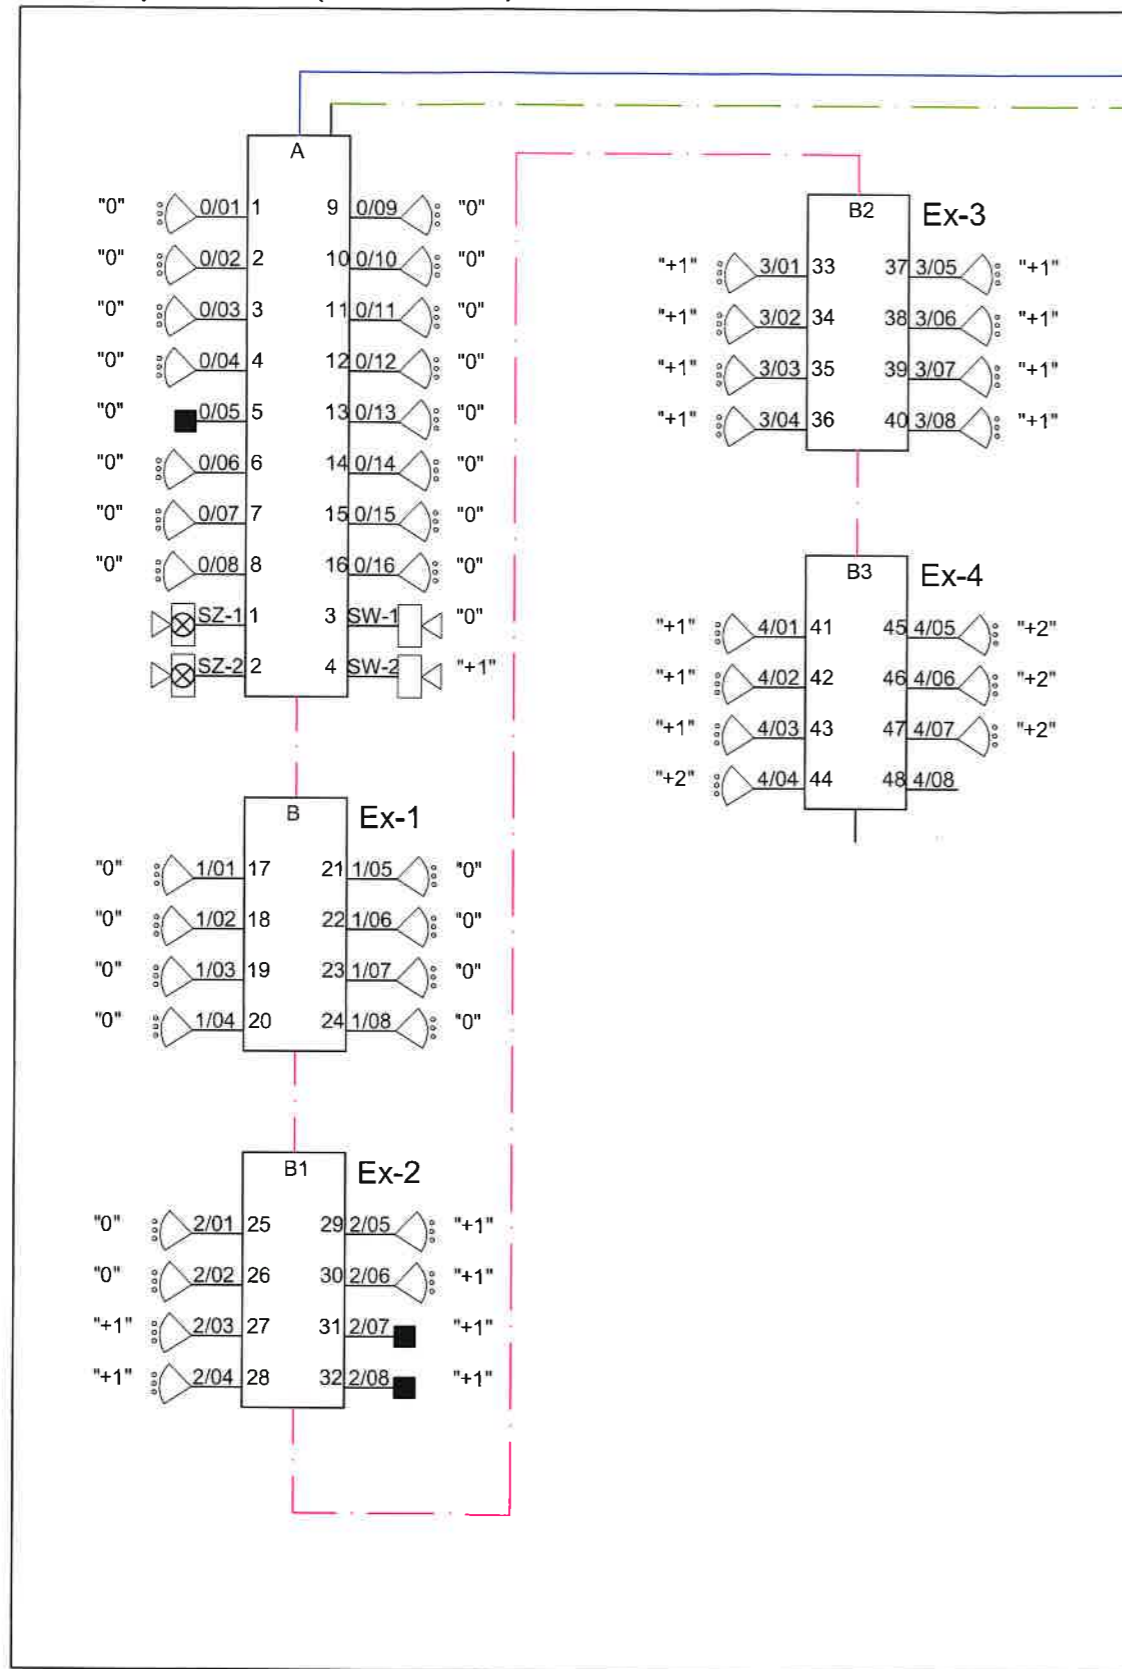 A
"0" 0/01 1 9 0/09 "0"
"0" 0/02 2 10 0/10 "0"
"0" 0/03 3 11 0/11 "0"
"0" 0/04 4 12 0/12 "0"
"0" 0/05 5 13 0/13 "0"
"0" 0/06 6 14 0/14 "0"
"0" 0/07 7 15 0/15 "0"
"0" 0/08 8 16 0/16 "0"
SZ-1 1 3 SW-1 "0"
SZ-2 2 4 SW-2 "+1"
B Ex-1
"0" 1/01 17 21 1/05 "0"
"0" 1/02 18 22 1/06 "0"
"0" 1/03 19 23 1/07 "0"
"0" 1/04 20 24 1/08 "0"
B1 Ex-2
"0" 2/01 25 29 2/05 "+1"
"0" 2/02 26 30 2/06 "+1"
"+1" 2/03 27 31 2/07 "+1"
"+1" 2/04 28 32 2/08 "+1"
B2 Ex-3
"+1" 3/01 33 37 3/05 "+1"
"+1" 3/02 34 38 3/06 "+1"
"+1" 3/03 35 39 3/07 "+1"
"+1" 3/04 36 40 3/08 "+1"
B3 Ex-4
"+1" 4/01 41 45 4/05 "+2"
"+1" 4/02 42 46 4/06 "+2"
"+1" 4/03 43 47 4/07 "+2"
"+2" 4/04 44 48 4/08